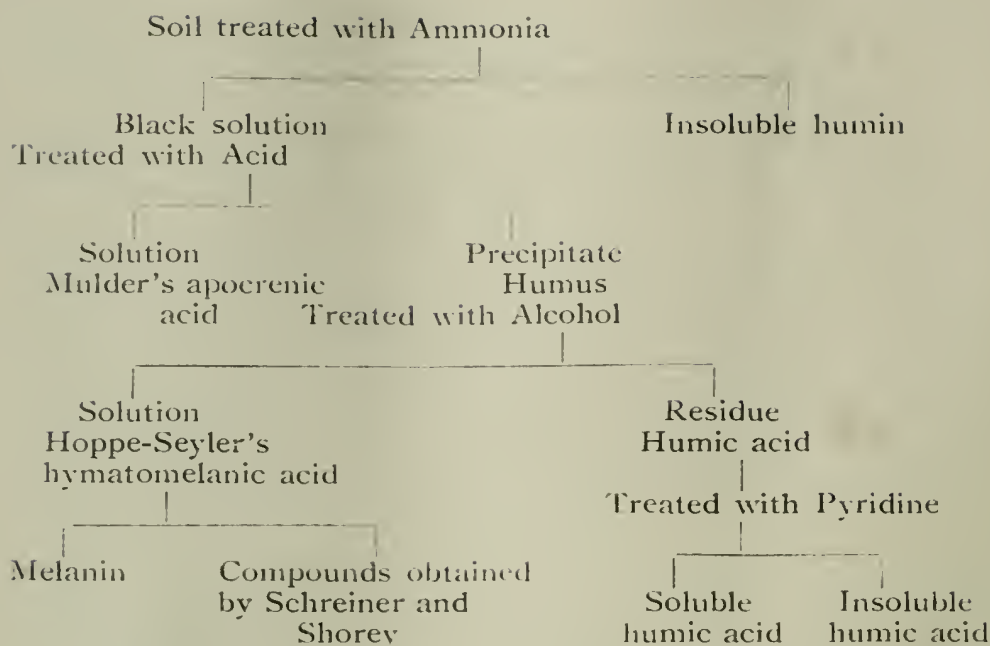 Soil treated with Ammonia
Black solution
Treated with Acid
Insoluble humin
Solution
Mulder's apocrenic
acid
Precipitate
Humus
Treated with Alcohol
Solution
Hoppe-Seyler's
hymatomelanic acid
Residue
Humic acid
Treated with Pyridine
Melanin
Compounds obtained
by Schreiner and
Shorey
Soluble
humic acid
Insoluble
humic acid